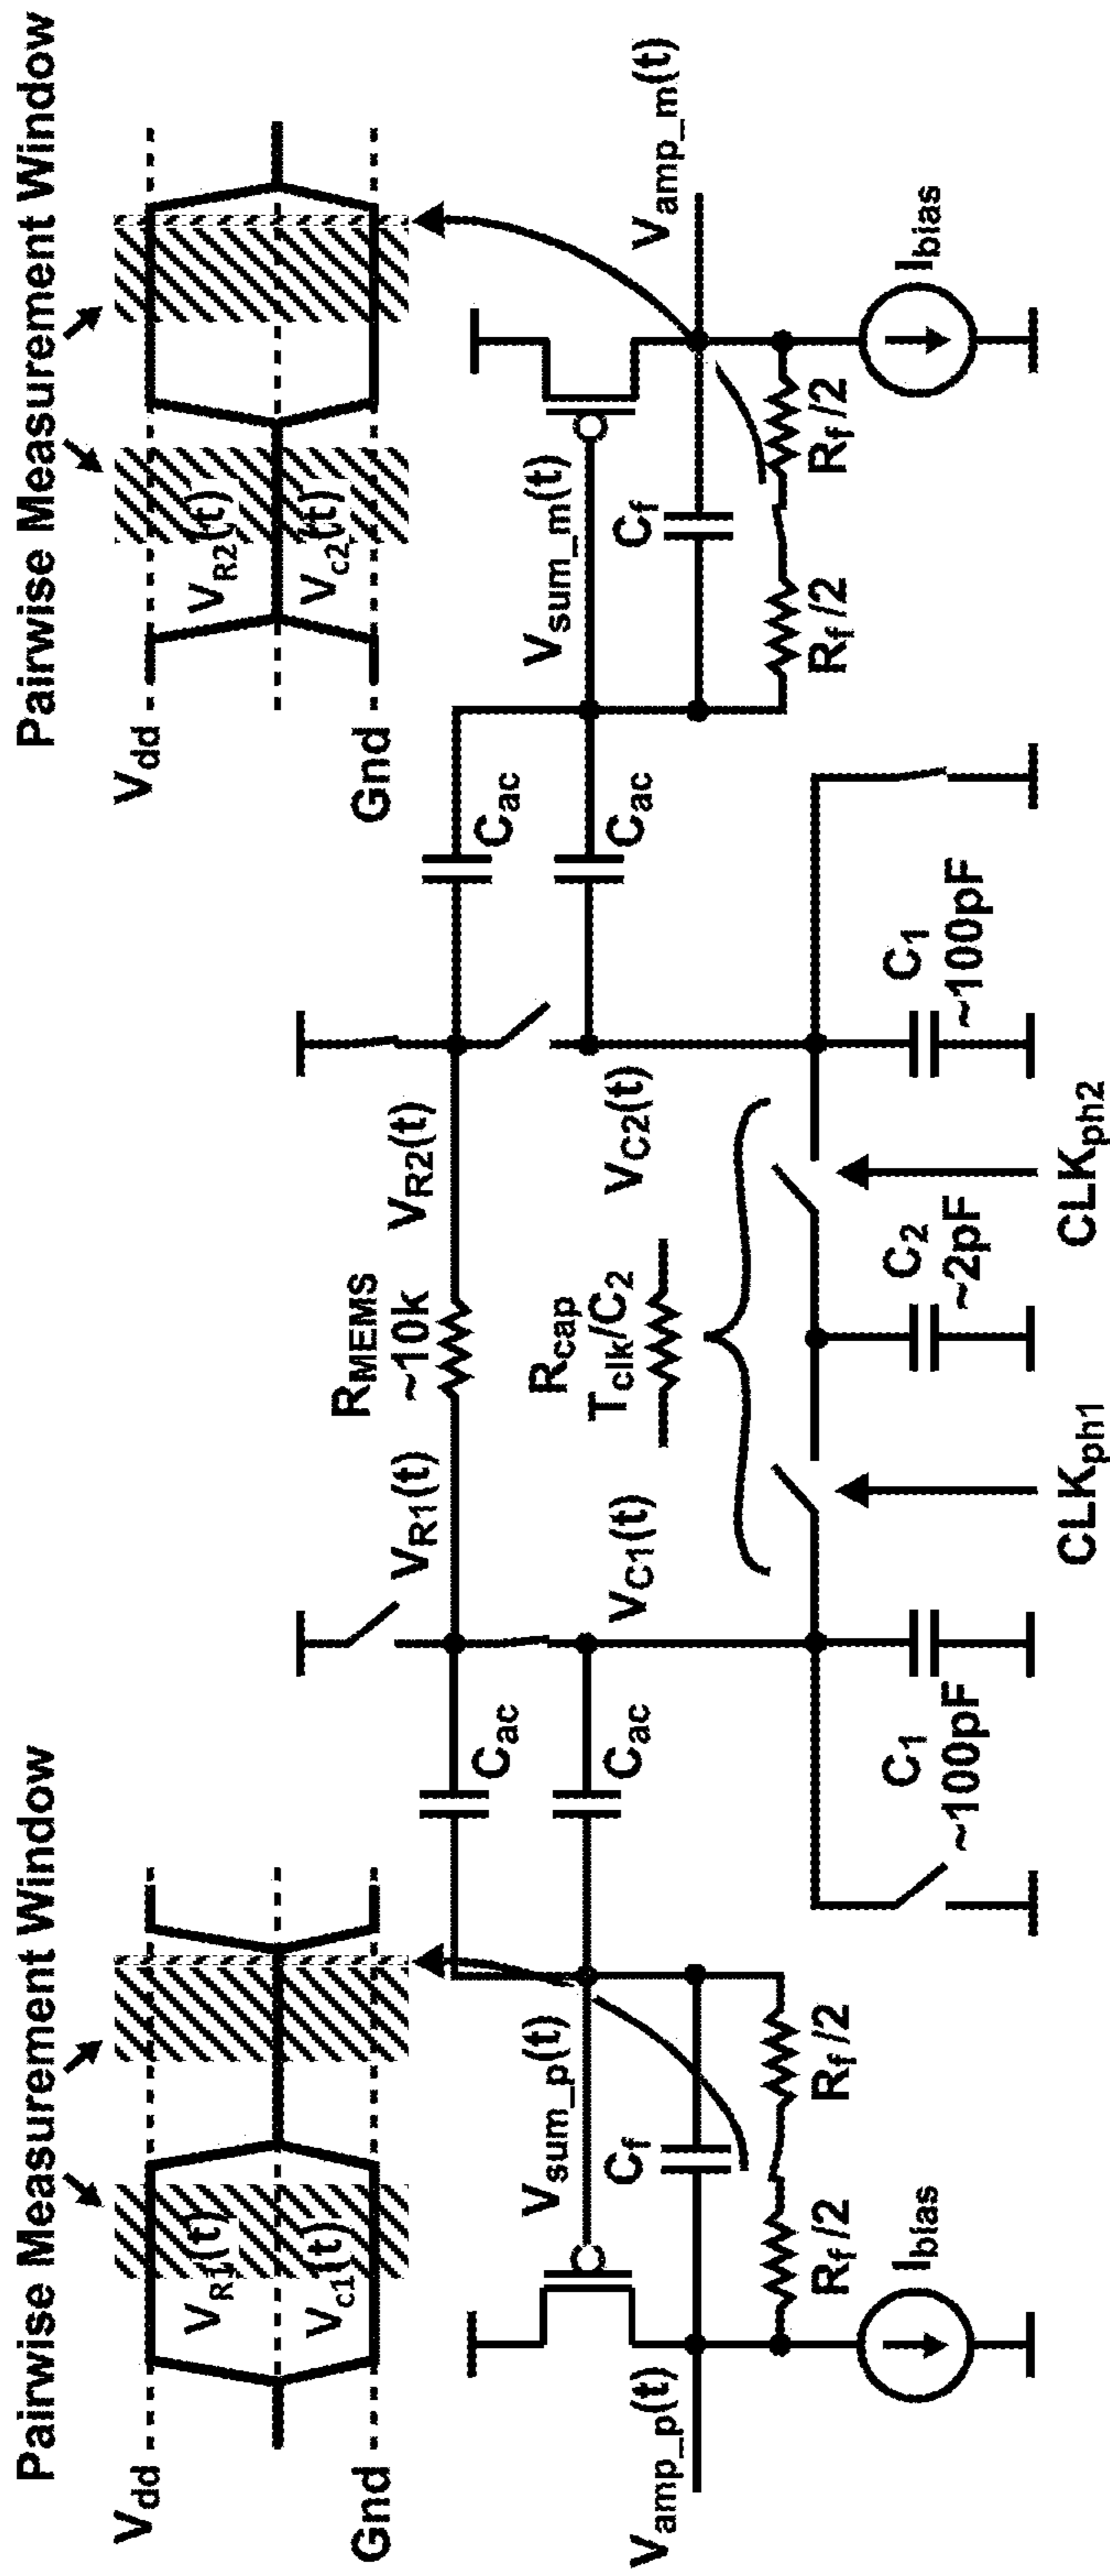 Pairwise Measurement Window
Pairwise Measurement Window
Vdd
VR1(t)
Vc1(t)
Gnd
Vdd
VR2(t)
Vc2(t)
Gnd
RMEMS
~10k
VR1(t)
VR2(t)
Cac
Cac
Vsum_p(t)
Vsum_m(t)
Cac
Cac
Rcap
Tclk/C2
VC1(t)
VC2(t)
Vamp_p(t)
Cf
Cf
Vamp_m(t)
Rf/2
Rf/2
Rf/2
Rf/2
Ibias
C1
~100pF
C2
~2pF
C1
~100pF
Ibias
CLKph1
CLKph2